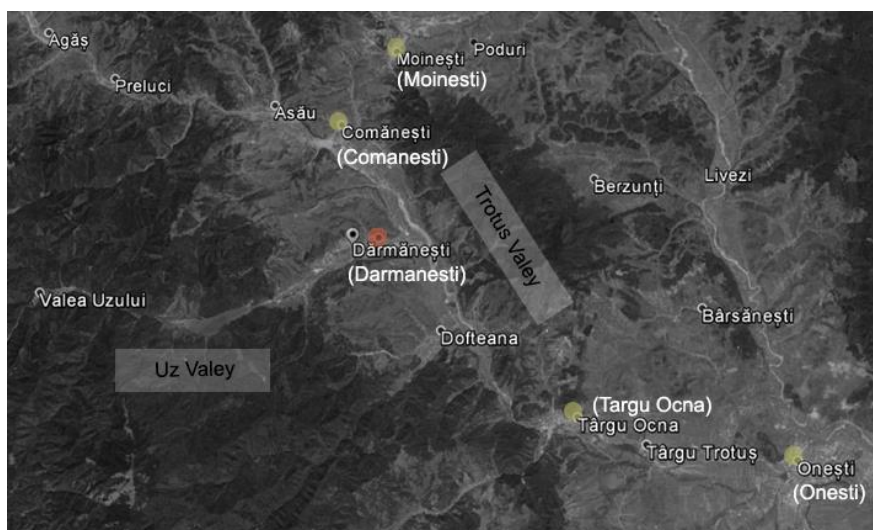 Agăș
Moinești
Poduri
(Moinesti)
Preluci
Asău
Comănești
(Comanesti)
Livezi
Berzunți
Trotus Valey
Dărmănești
(Darmanesti)
Valea Uzului
Bârsănești
Dofteana
Uz Valey
(Targu Ocna)
Târgu Ocna
Târgu Trotuș
Onești
(Onesti)